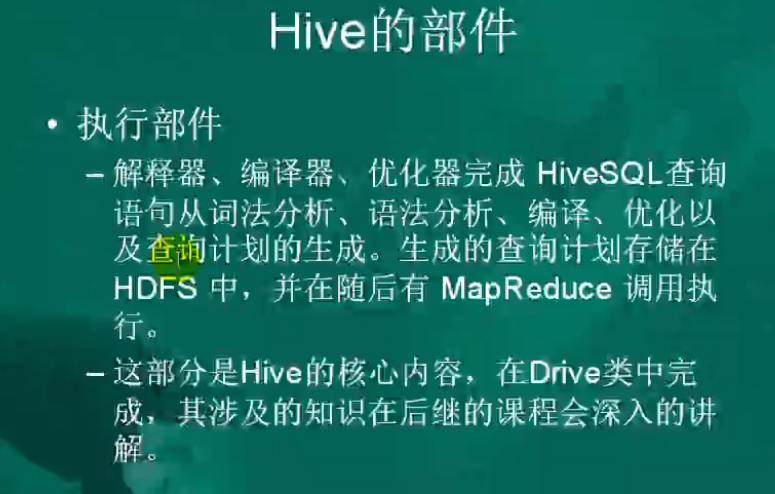 Hive的部件
• 执行部件
– 解释器、编译器、优化器完成 HiveSQL查询
语句从词法分析、语法分析、编译、优化以
及查询计划的生成。生成的查询计划存储在
HDFS 中，并在随后有 MapReduce 调用执
行。
– 这部分是Hive的核心内容，在Drive类中完
成，其涉及的知识在后继的课程会深入的讲
解。